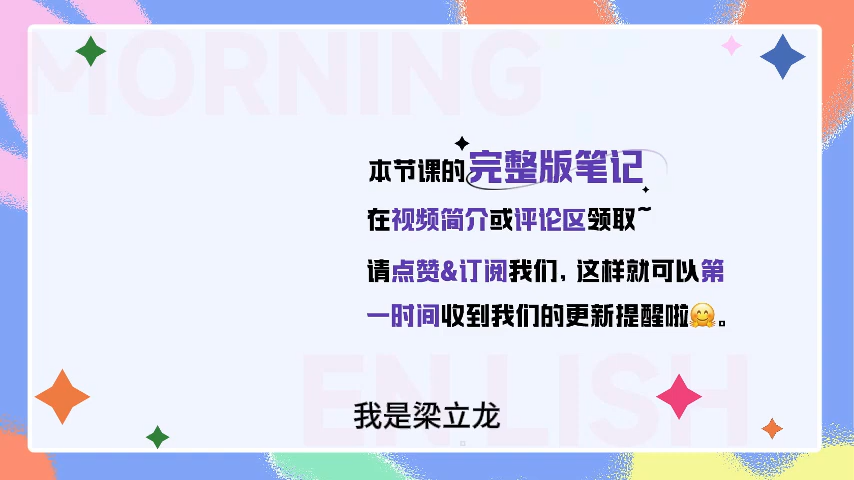 MORNING
本节课的完整版笔记
在视频简介或评论区领取~
请点赞&订阅我们，这样就可以第
一时间收到我们的更新提醒啦🤗。
EN LISH
我是梁立龙